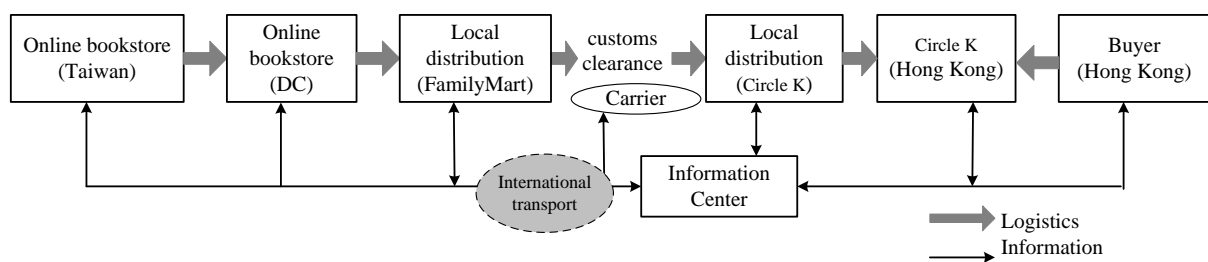 Online bookstore
(Taiwan)
Online
bookstore
(DC)
Local
distribution
(FamilyMart)
customs
clearance
Carrier
Local
distribution
(Circle K)
Circle K
(Hong Kong)
Buyer
(Hong Kong)
International
transport
Information
Center
Logistics
Information